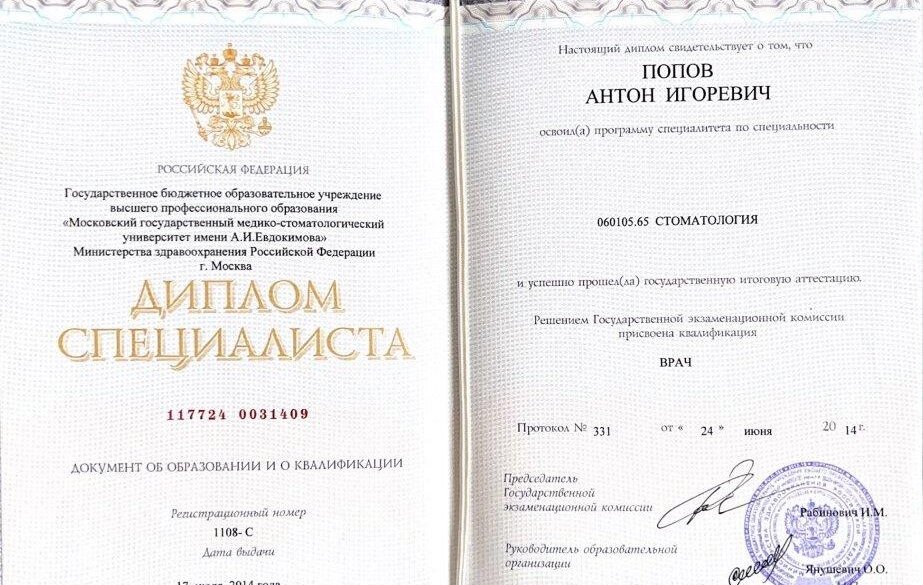 РОССИЙСКАЯ ФЕДЕРАЦИЯ
Государственное бюджетное образовательное учреждение
высшего профессионального образования
«Московский государственный медико-стоматологический
университет имени А.И.Евдокимова»
Министерства здравоохранения Российской Федерации
г. Москва
ДИПЛОМ
СПЕЦИАЛИСТА
117724 0031409
ДОКУМЕНТ ОБ ОБРАЗОВАНИИ И О КВАЛИФИКАЦИИ
Регистрационный номер
1108- С
Дата выдачи
2014 года
Настоящий диплом свидетельствует о том, что
ПОПОВ
АНТОН ИГОРЕВИЧ
освоил(а) программу специалитета по специальности
060105.65 СТОМАТОЛОГИЯ
и успешно прошел(ла) государственную итоговую аттестацию.
Решением Государственной экзаменационной комиссии
присвоена квалификация
ВРАЧ
Протокол № 331 от « 24 » июня 20 14 г.
Председатель
Государственной
экзаменационной комиссии
Рабинович И.М.
Руководитель образовательной
организации
Янушевич О.О.